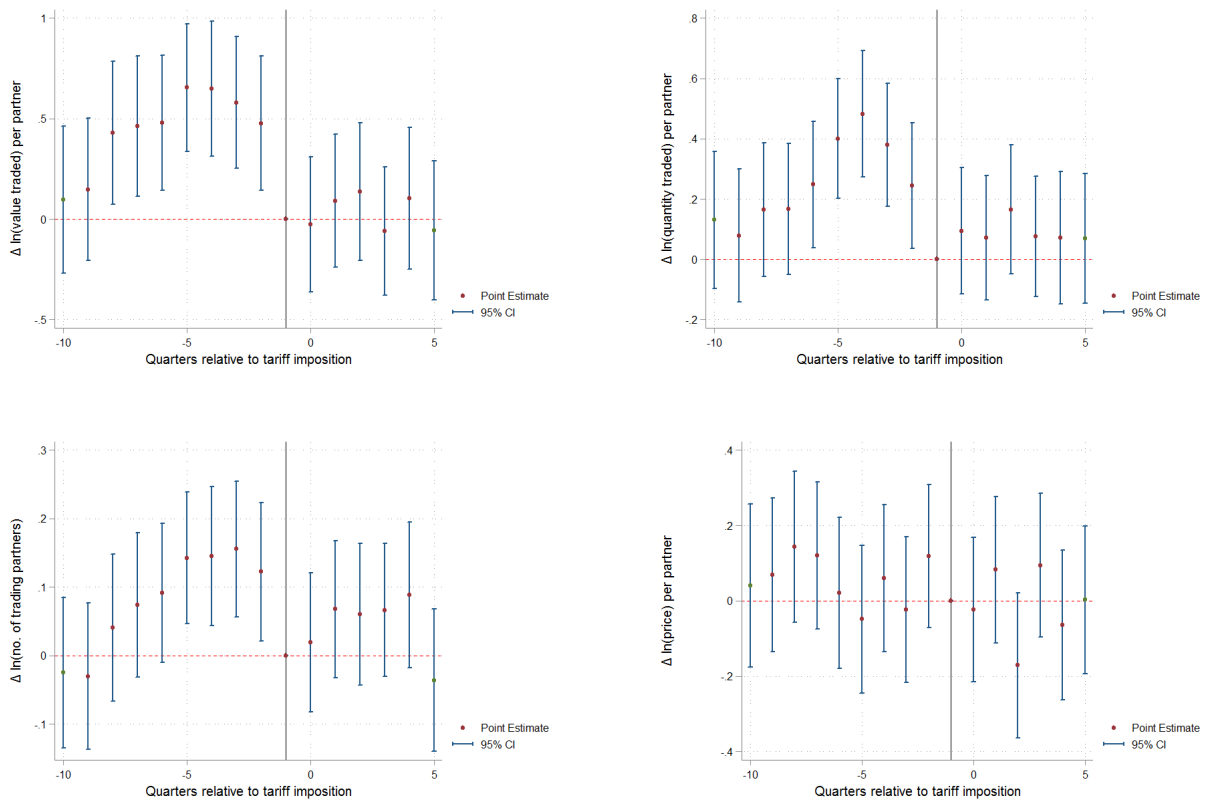 Δ ln(value traded) per partner
1
.5
0
-.5
-10
-5
0
5
Quarters relative to tariff imposition
Point Estimate
95% CI
Δ ln(quantity traded) per partner
.8
.6
.4
.2
0
-.2
-10
-5
0
5
Quarters relative to tariff imposition
Point Estimate
95% CI
Δ ln(no. of trading partners)
.3
.2
.1
0
-.1
-10
-5
0
5
Quarters relative to tariff imposition
Point Estimate
95% CI
Δ ln(price) per partner
.4
.2
0
-.2
-.4
-10
-5
0
5
Quarters relative to tariff imposition
Point Estimate
95% CI